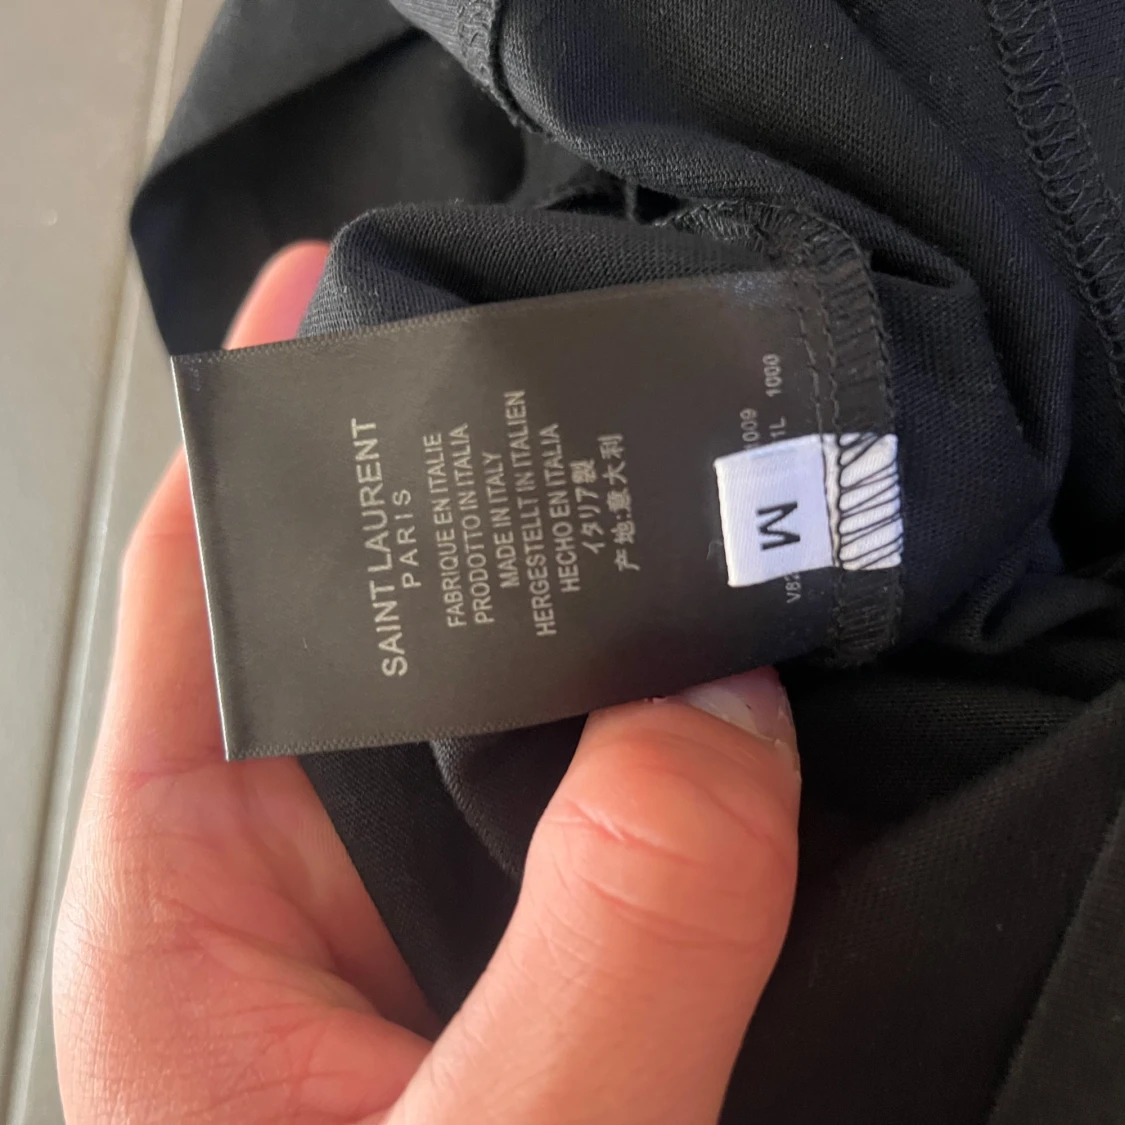 SAINT LAURENT
PARIS
FABRIQUE EN ITALIE
PRODOTTO IN ITALIA
MADE IN ITALY
HERGESTELLT IN ITALIEN
HECHO EN ITALIA
イタリア製
产地:意大利
M
1000